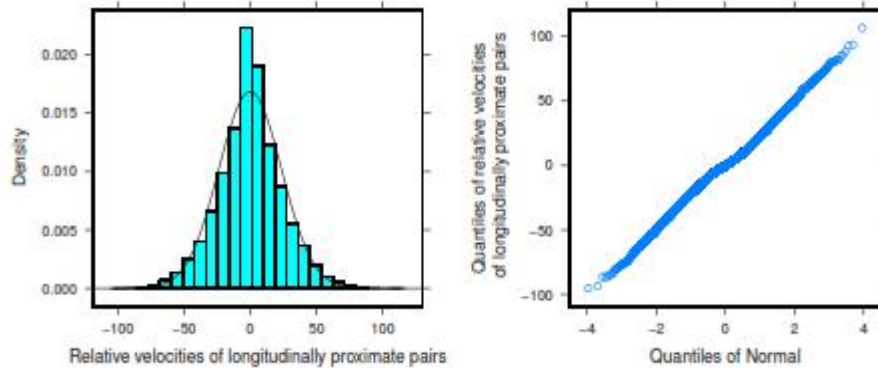 0.020
0.015
0.010
0.005
0.000
Density
−100 −50 0 50 100
Relative velocities of longitudinally proximate pairs
100
50
0
−50
−100
Quantiles of relative velocities
of longitudinally proximate pairs
−4 −2 0 2 4
Quantiles of Normal